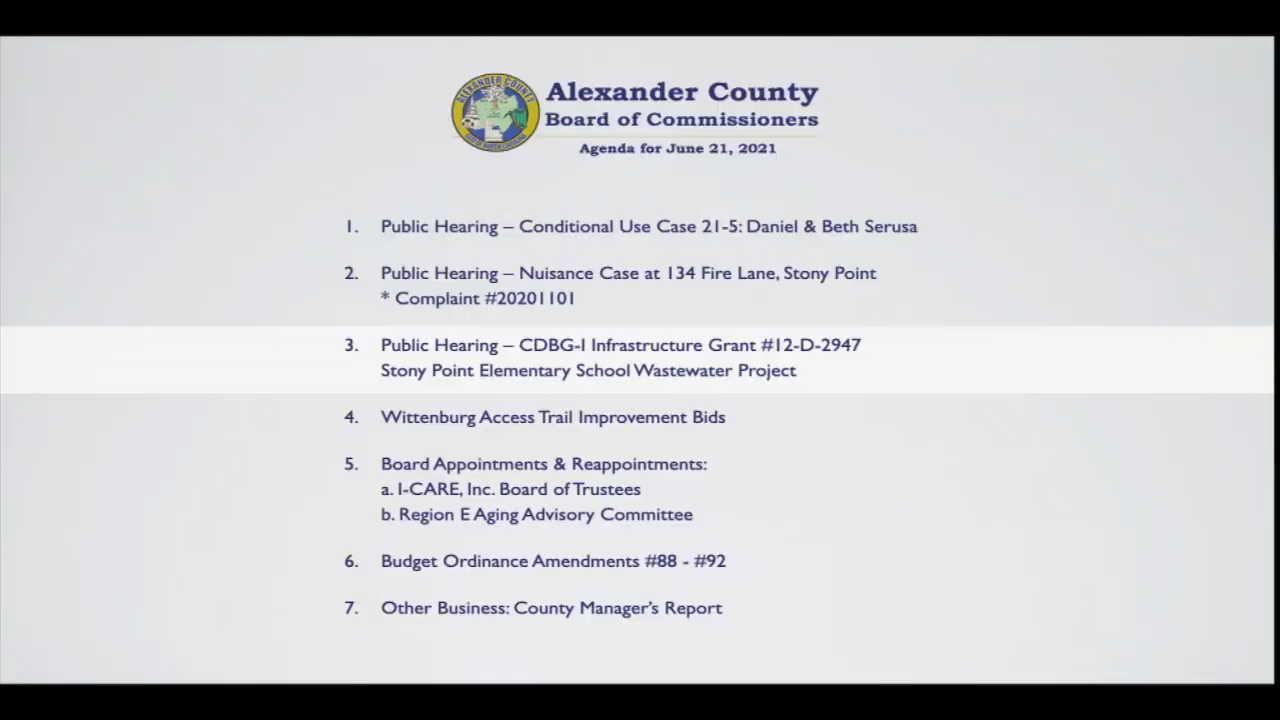 ALEXANDER COUNTY
Alexander County
Board of Commissioners
Agenda for June 21, 2021
1. Public Hearing – Conditional Use Case 21-5: Daniel & Beth Serusa
2. Public Hearing – Nuisance Case at 134 Fire Lane, Stony Point
* Complaint #20201101
3. Public Hearing – CDBG-I Infrastructure Grant #12-D-2947
Stony Point Elementary School Wastewater Project
4. Wittenburg Access Trail Improvement Bids
5. Board Appointments & Reappointments:
a. I-CARE, Inc. Board of Trustees
b. Region E Aging Advisory Committee
6. Budget Ordinance Amendments #88 - #92
7. Other Business: County Manager's Report